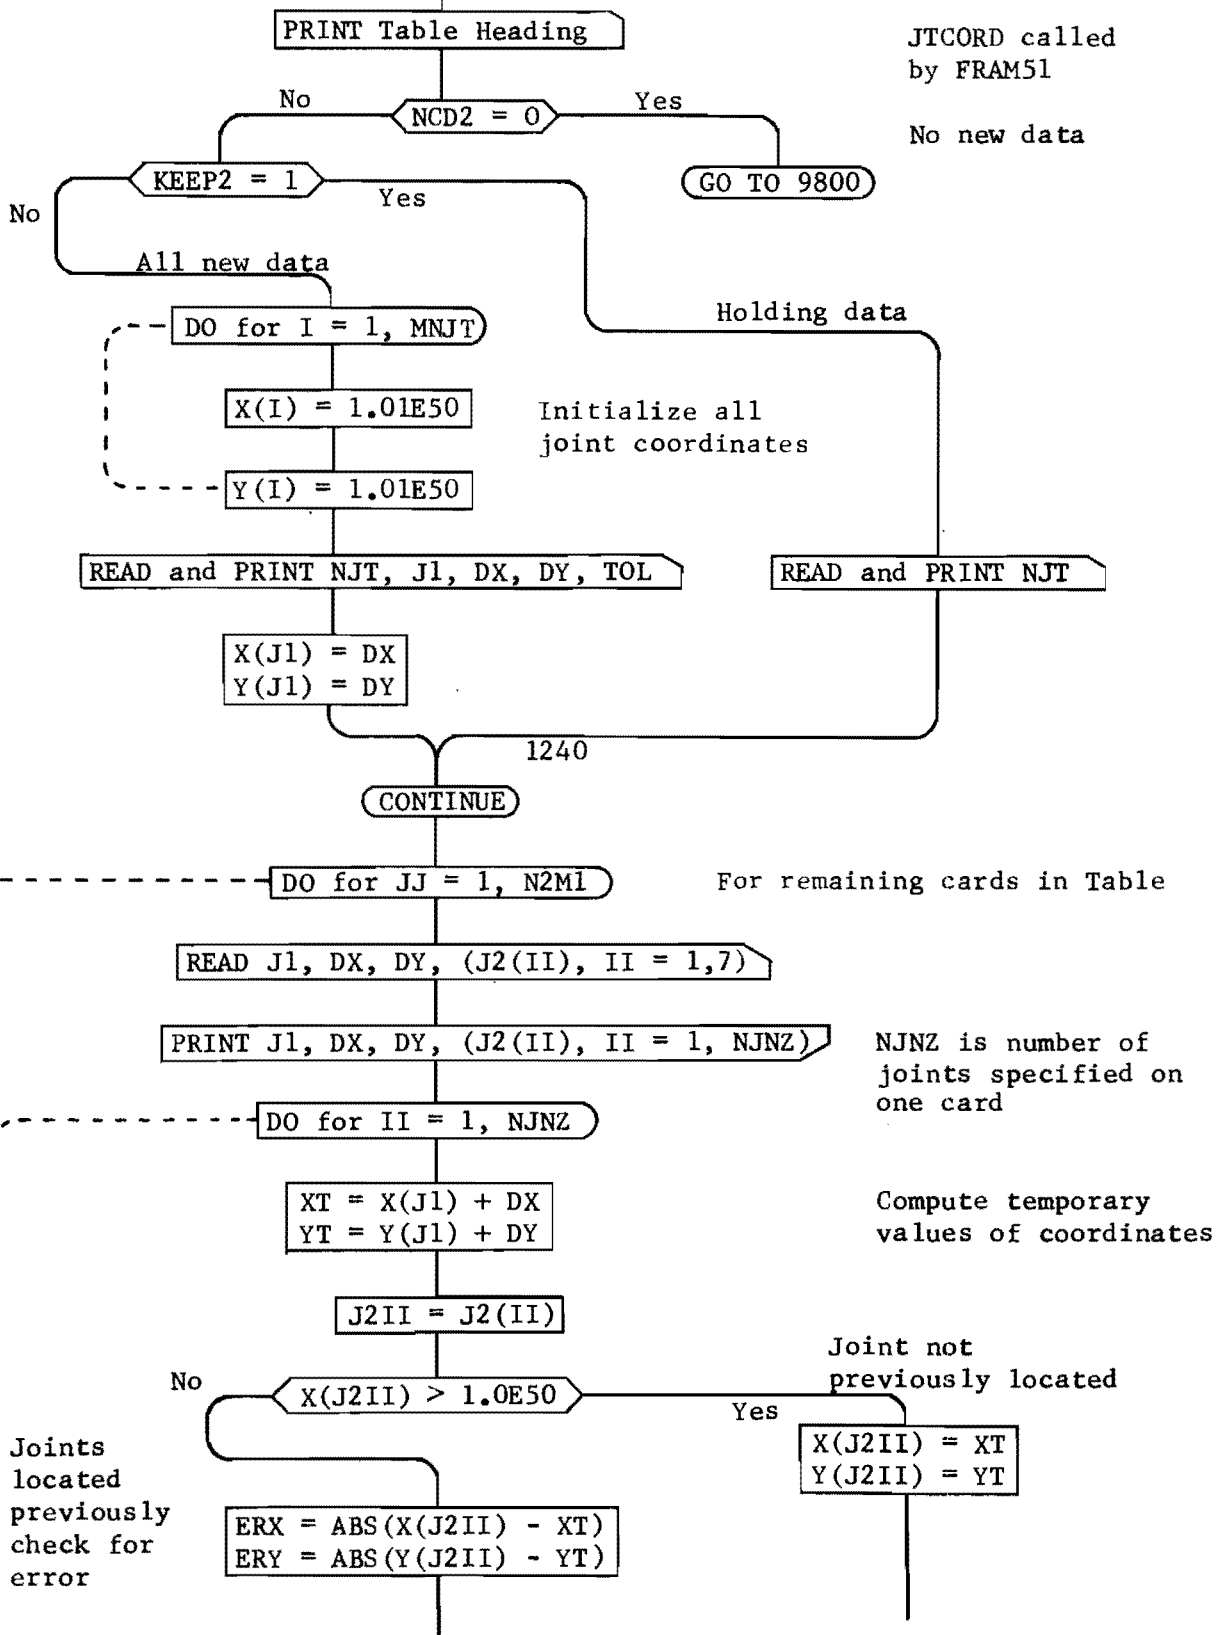 PRINT Table Heading
JTCORD called
by FRAM51
No
NCD2 = 0
Yes
No new data
KEEP2 = 1
GO TO 9800
No
Yes
All new data
Holding data
DO for I = 1, MNJT
X(I) = 1.01E50
Initialize all
joint coordinates
Y(I) = 1.01E50
READ and PRINT NJT, J1, DX, DY, TOL
READ and PRINT NJT
X(J1) = DX
Y(J1) = DY
1240
CONTINUE
DO for JJ = 1, N2M1
For remaining cards in Table
READ J1, DX, DY, (J2(II), II = 1,7)
PRINT J1, DX, DY, (J2(II), II = 1, NJNZ)
NJNZ is number of
joints specified on
one card
DO for II = 1, NJNZ
XT = X(J1) + DX
YT = Y(J1) + DY
Compute temporary
values of coordinates
J2II = J2(II)
Joint not
previously located
No
X(J2II) > 1.0E50
Yes
X(J2II) = XT
Y(J2II) = YT
Joints
located
previously
check for
error
ERX = ABS(X(J2II) - XT)
ERY = ABS(Y(J2II) - YT)